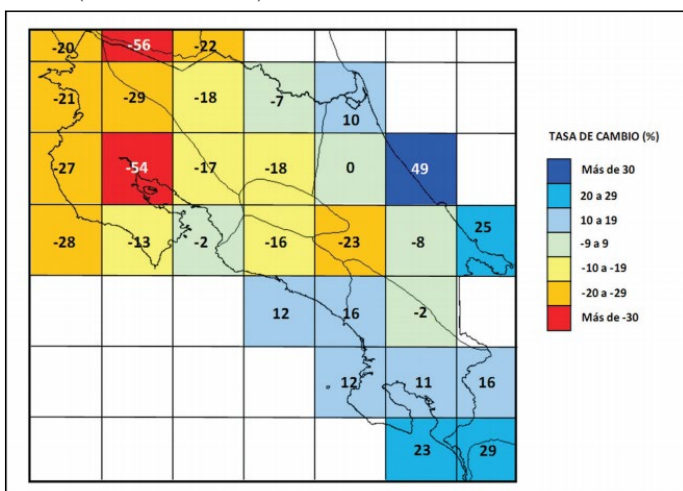 -20 -56 -22
-21 -29 -18 -7 10
-27 -54 -17 -18 0 49
-28 -13 -2 -16 -23 -8 25
12 16 -2
12 11 16
23 29
TASA DE CAMBIO (%)
Más de 30
20 a 29
10 a 19
-9 a 9
-10 a -19
-20 a -29
Más de -30